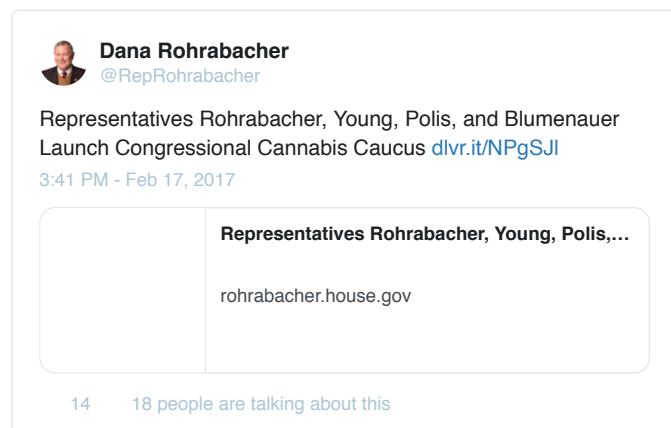 Dana Rohrabacher
@RepRohrabacher
Representatives Rohrabacher, Young, Polis, and Blumenauer
Launch Congressional Cannabis Caucus dlvr.it/NPgSJl
3:41 PM - Feb 17, 2017
Representatives Rohrabacher, Young, Polis,...
rohrabacher.house.gov
14 18 people are talking about this